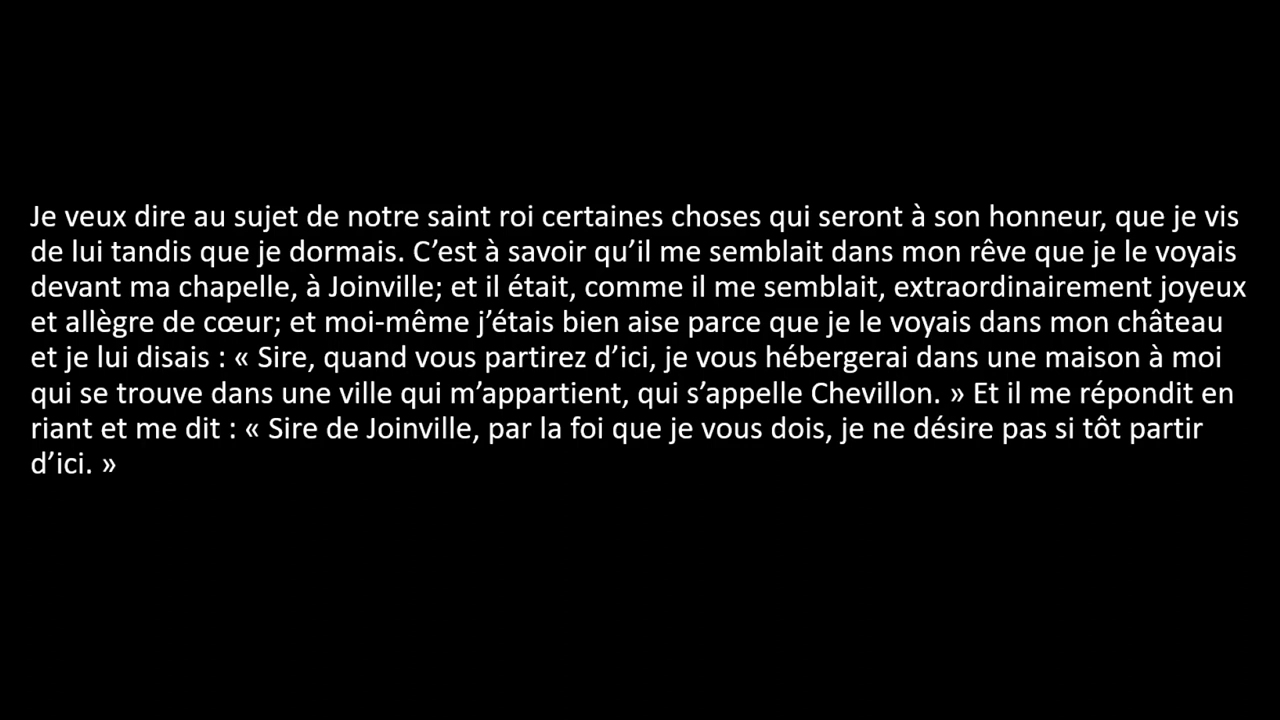 Je veux dire au sujet de notre saint roi certaines choses qui seront à son honneur, que je vis
de lui tandis que je dormais. C’est à savoir qu’il me semblait dans mon rêve que je le voyais
devant ma chapelle, à Joinville; et il était, comme il me semblait, extraordinairement joyeux
et allègre de cœur; et moi-même j’étais bien aise parce que je le voyais dans mon château
et je lui disais : « Sire, quand vous partirez d’ici, je vous hébergerai dans une maison à moi
qui se trouve dans une ville qui m’appartient, qui s’appelle Chevillon. » Et il me répondit en
riant et me dit : « Sire de Joinville, par la foi que je vous dois, je ne désire pas si tôt partir
d’ici. »